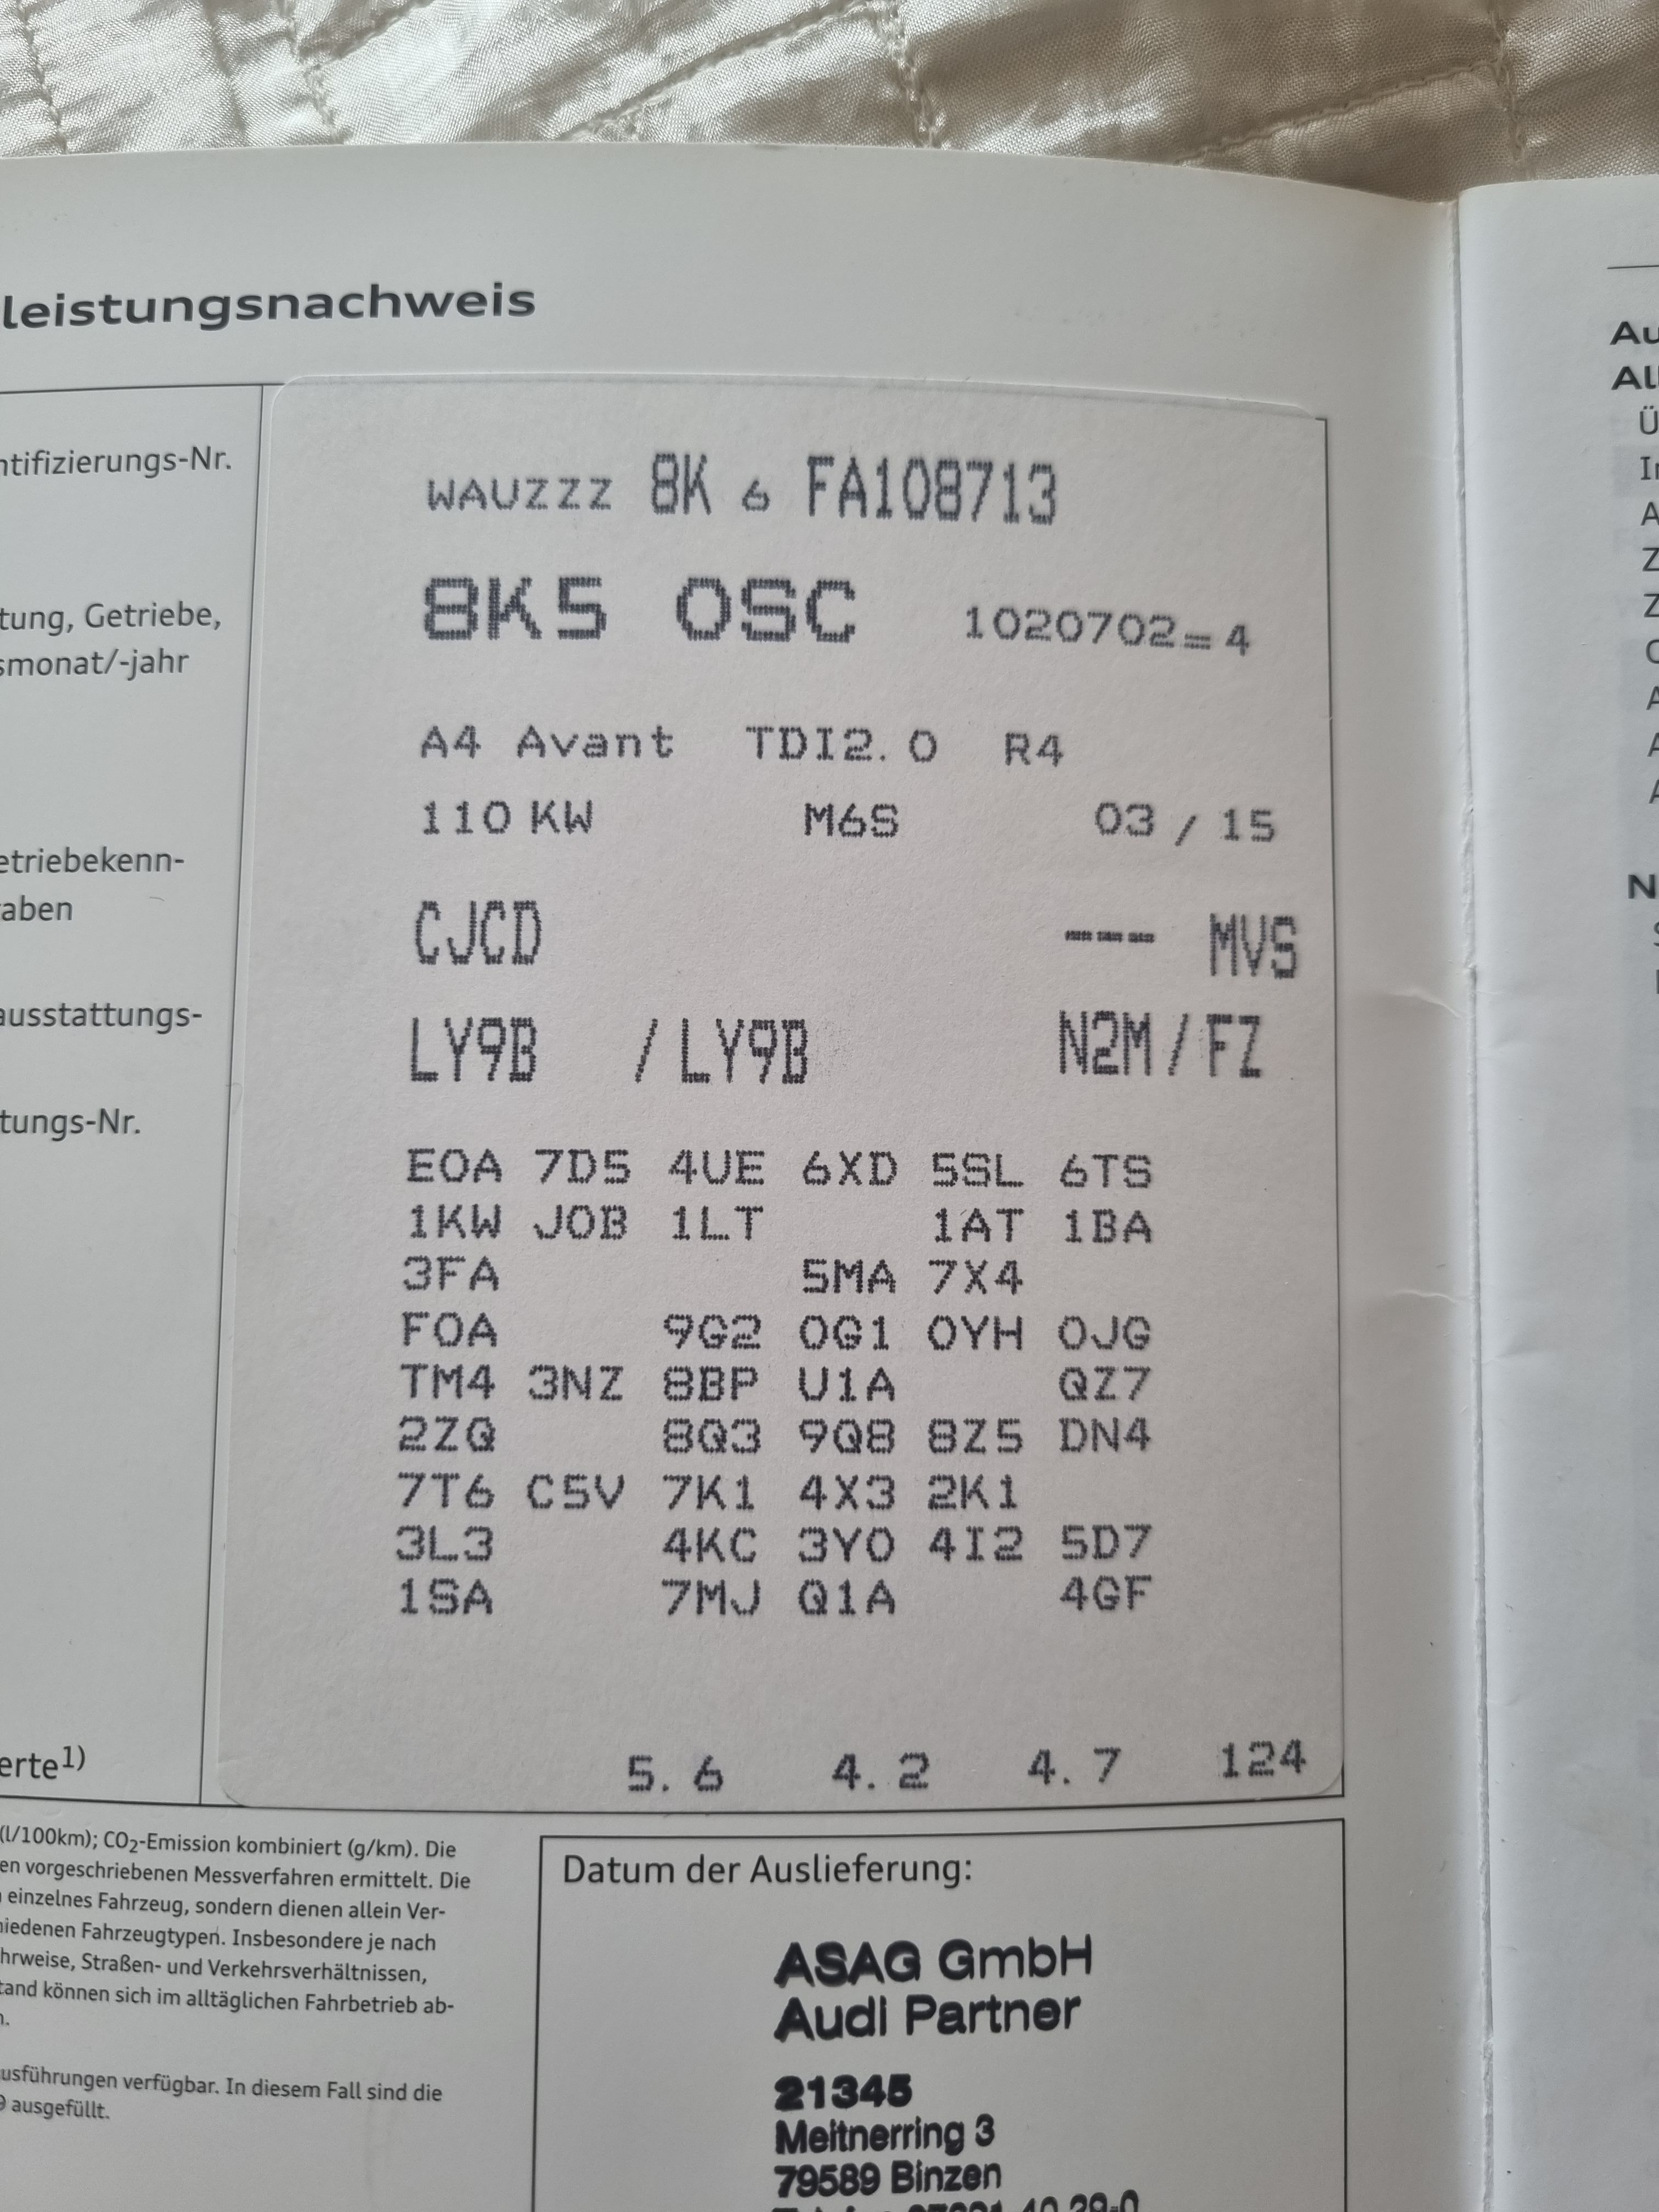 leistungsnachweis
ntifizierungs-Nr.
WAUZZZ 8K 6 FA108713
8K5 0SC 1020702=4
tung, Getriebe,
smonat/-jahr
A4 Avant TDI2.0 R4
110 KW M6S 03 / 15
etriebekenn-
aben
CJCD --- MVS
ausstattungs-
LY9B / LY9B N2M / FZ
tungs-Nr.
E0A 7D5 4UE 6XD 5SL 6TS
1KW J0B 1LT 1AT 1BA
3FA 5MA 7X4
F0A 9G2 0G1 0YH 0JG
TM4 3NZ 8BP U1A QZ7
2ZQ 8Q3 9Q8 8Z5 DN4
7T6 C5V 7K1 4X3 2K1
3L3 4KC 3Y0 4I2 5D7
1SA 7MJ Q1A 4GF
erte1)
5.6 4.2 4.7 124
(l/100km); CO2-Emission kombiniert (g/km). Die
en vorgeschriebenen Messverfahren ermittelt. Die
einzelnes Fahrzeug, sondern dienen allein Ver-
hiedenen Fahrzeugtypen. Insbesondere je nach
hrweise, Straßen- und Verkehrsverhältnissen,
tand können sich im alltäglichen Fahrbetrieb ab-
n.
usführungen verfügbar. In diesem Fall sind die
9 ausgefüllt.
Datum der Auslieferung:
ASAG GmbH
Audi Partner
21345
Meitnerring 3
79589 Binzen
Au
All
Ü
In
A
Z
Z
A
A
A
N